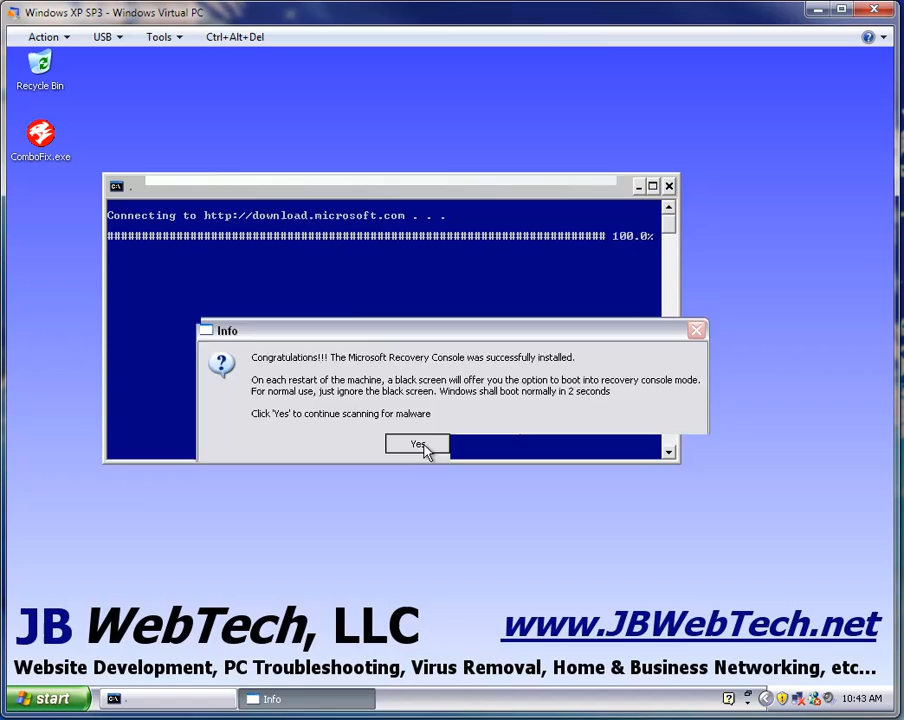 Windows XP SP3 - Windows Virtual PC
Action USB Tools Ctrl+Alt+Del
Recycle Bin
ComboFix.exe
C:\ .
Connecting to http://download.microsoft.com . . .
####################################################################### 100.0%
Info
Congratulations!!! The Microsoft Recovery Console was successfully installed.
On each restart of the machine, a black screen will offer you the option to boot into recovery console mode.
For normal use, just ignore the black screen. Windows shall boot normally in 2 seconds
Click 'Yes' to continue scanning for malware
Yes
JB WebTech, LLC
www.JBWebTech.net
Website Development, PC Troubleshooting, Virus Removal, Home & Business Networking, etc...
start C:\ . Info 10:43 AM